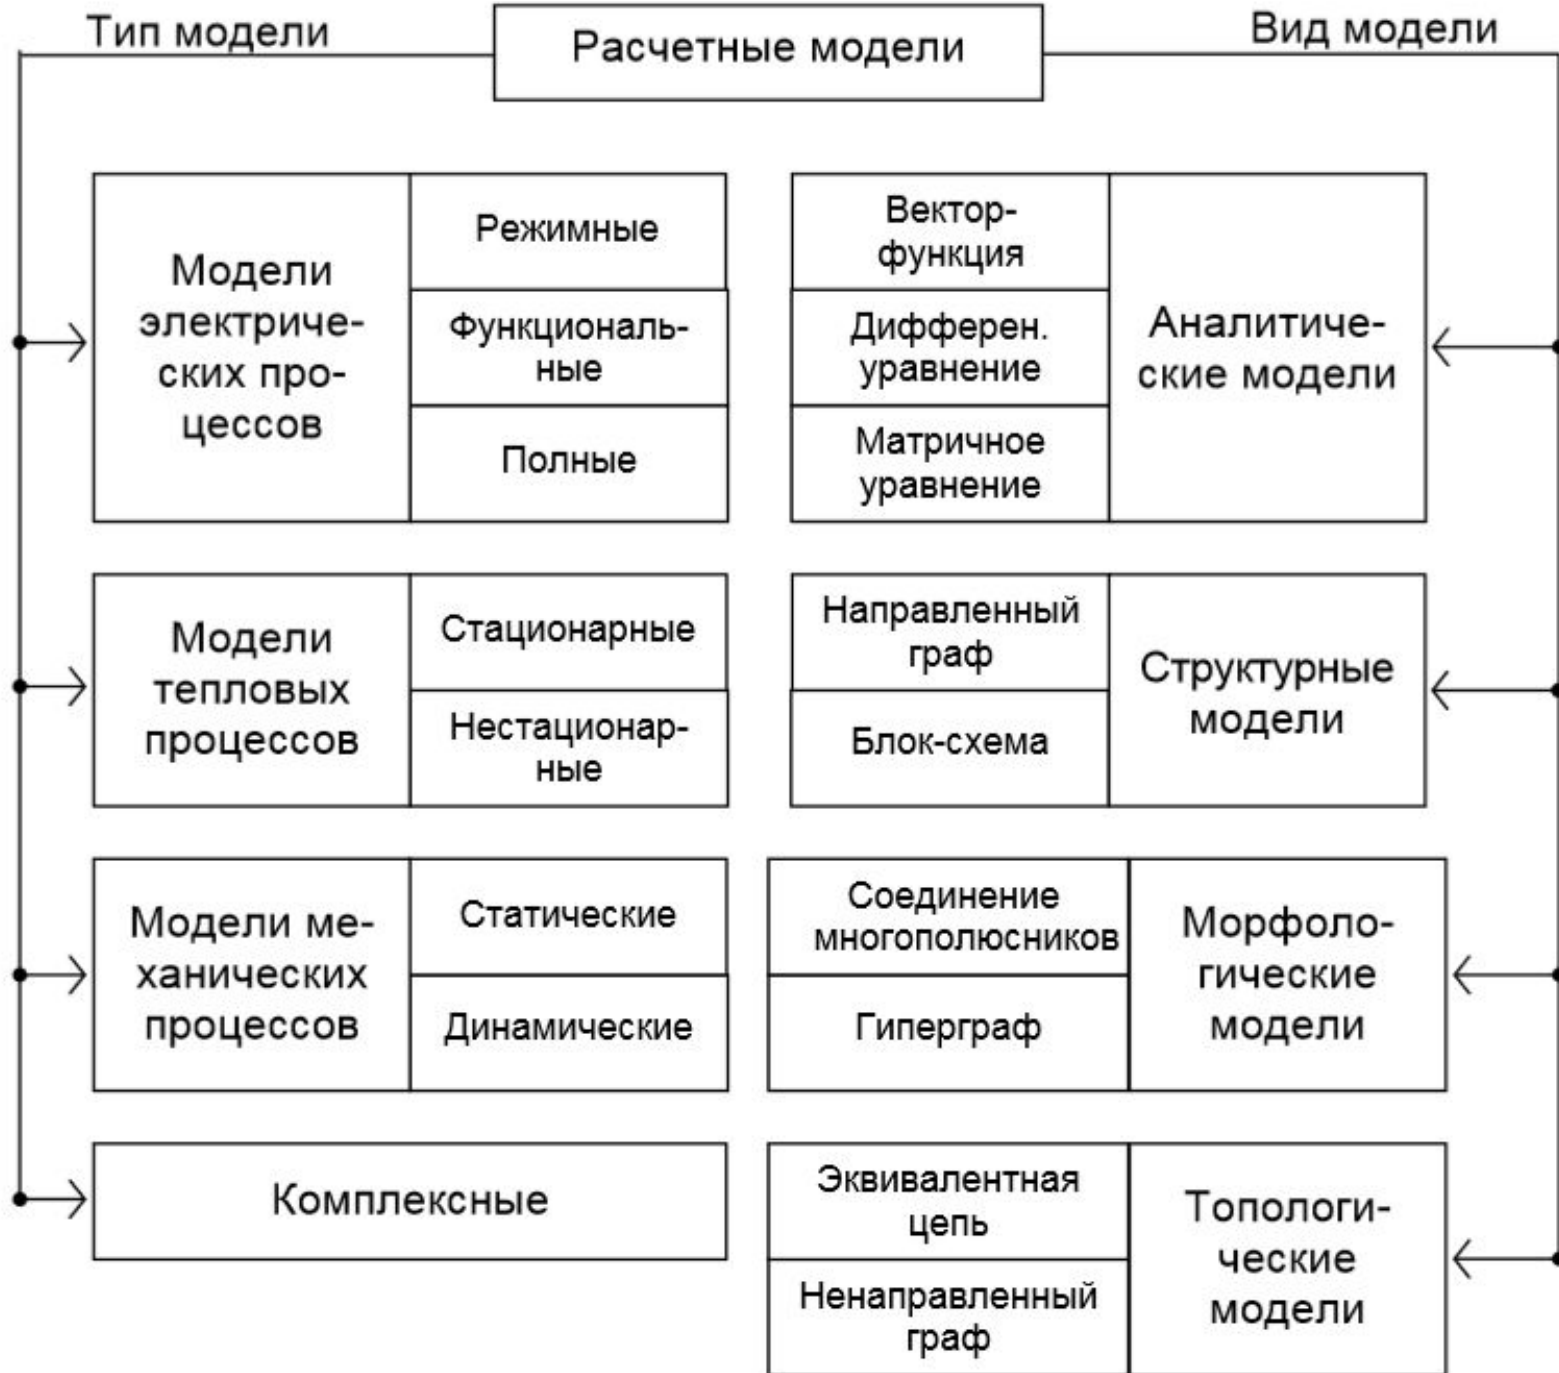 Тип модели
Расчетные модели
Вид модели
Модели
электриче-
ских про-
цессов
Режимные
Функциональ-
ные
Полные
Вектор-
функция
Дифферен.
уравнение
Матричное
уравнение
Аналитиче-
ские модели
Модели
тепловых
процессов
Стационарные
Нестационар-
ные
Направленный
граф
Блок-схема
Структурные
модели
Модели ме-
ханических
процессов
Статические
Динамические
Соединение
многополюсников
Гиперграф
Морфоло-
гические
модели
Комплексные
Эквивалентная
цепь
Ненаправленный
граф
Топологи-
ческие
модели